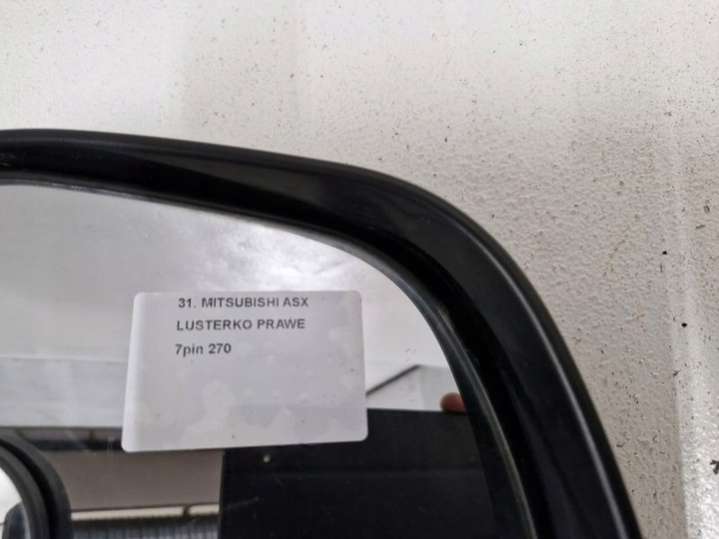 31. MITSUBISHI ASX
LUSTERKO PRAWE
7pin 270